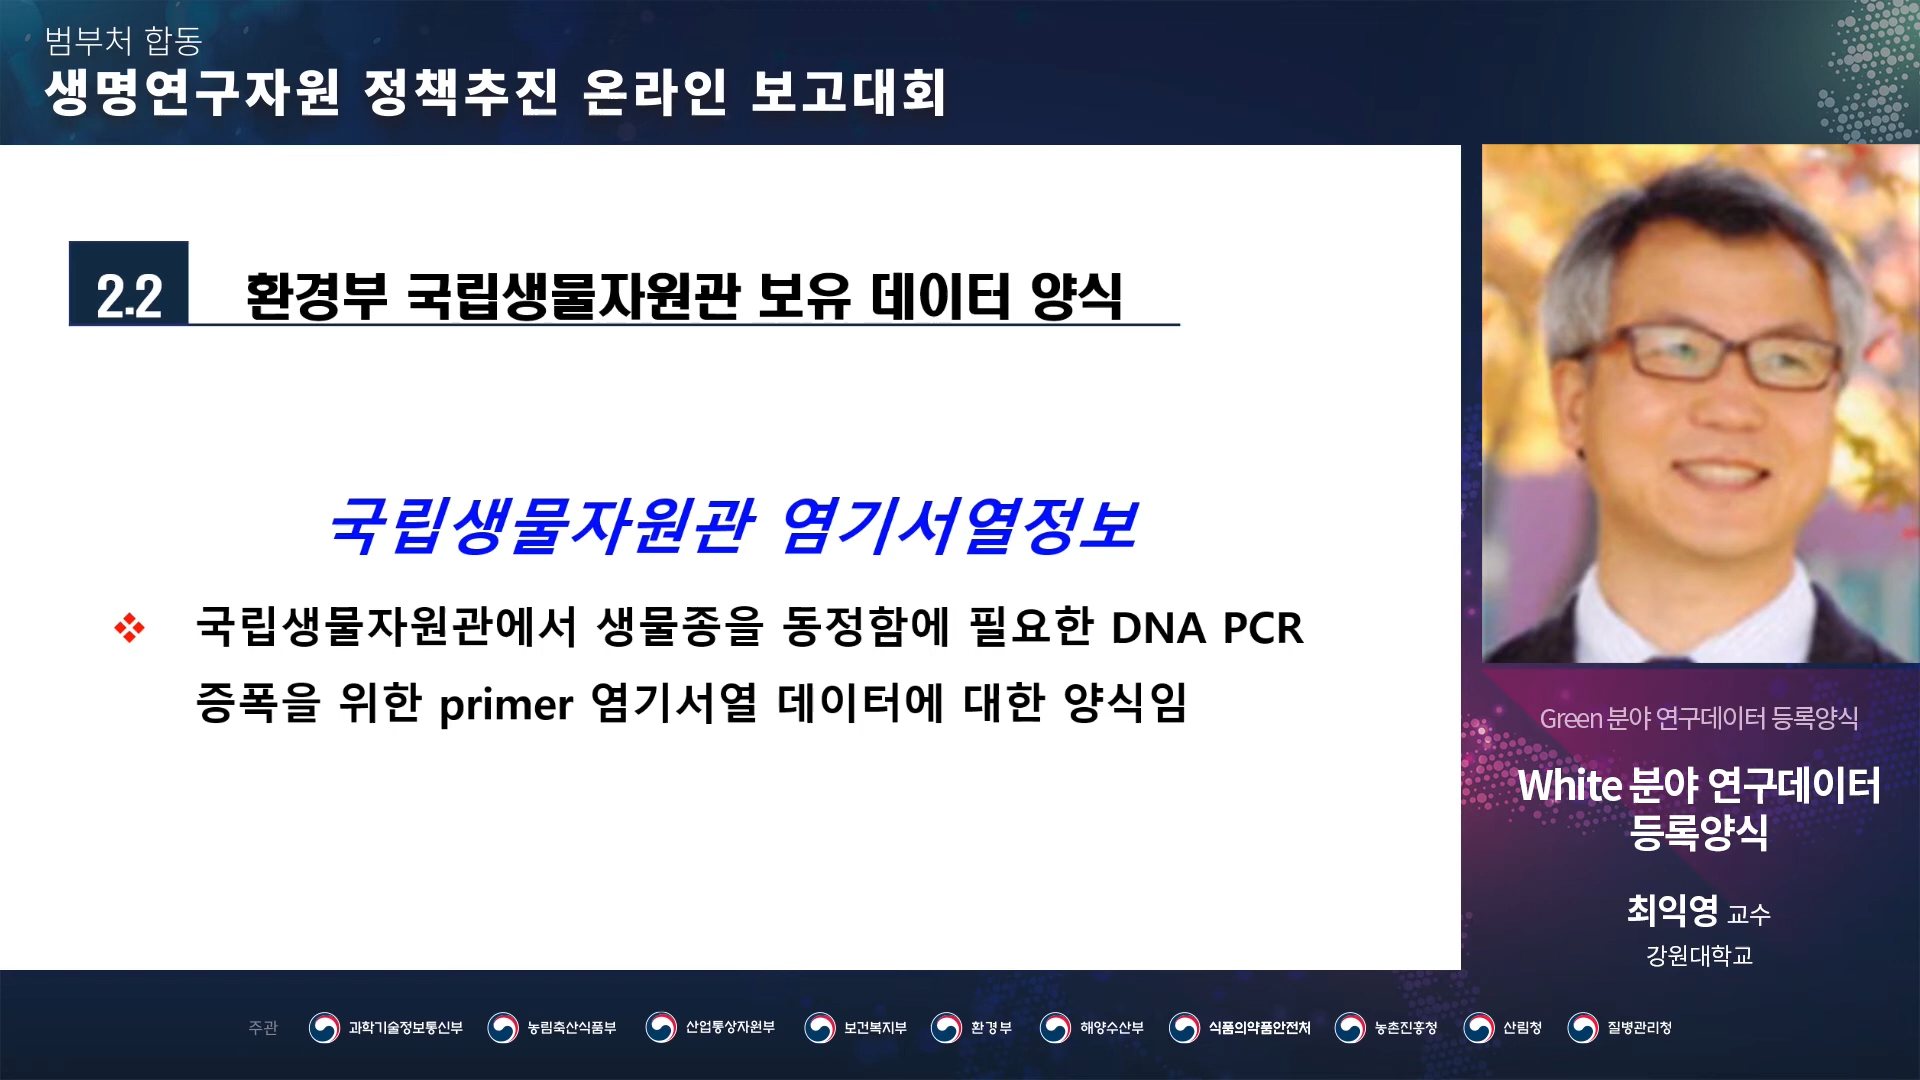 범부처 합동
생명연구자원 정책추진 온라인 보고대회
2.2 환경부 국립생물자원관 보유 데이터 양식
국립생물자원관 염기서열정보
❖ 국립생물자원관에서 생물종을 동정함에 필요한 DNA PCR
증폭을 위한 primer 염기서열 데이터에 대한 양식임
Green 분야 연구데이터 등록양식
White 분야 연구데이터
등록양식
최익영 교수
강원대학교
주관 과학기술정보통신부 농림축산식품부 산업통상자원부 보건복지부 환경부 해양수산부 식품의약품안전처 농촌진흥청 산림청 질병관리청